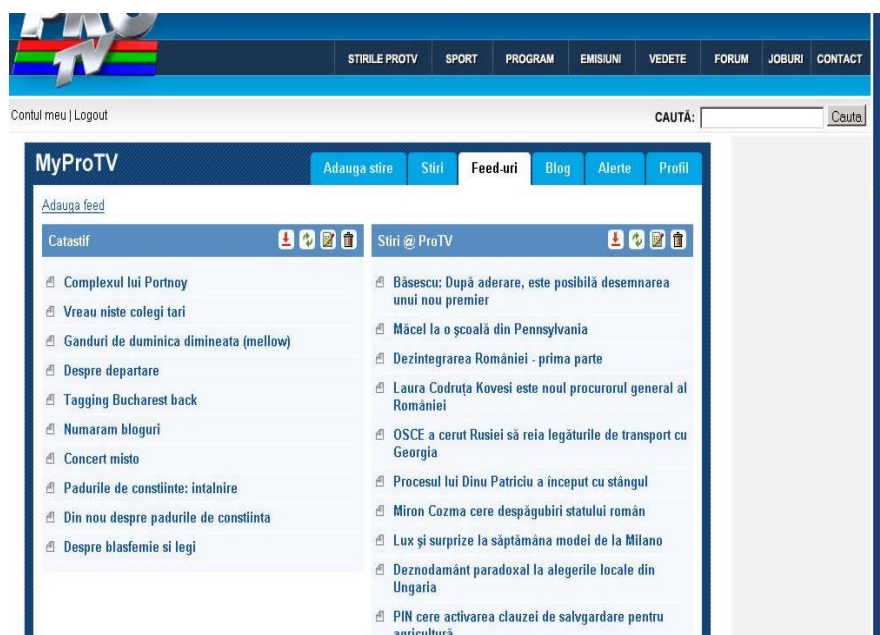 PRO
TV
STIRILE PROTV SPORT PROGRAM EMISIUNI VEDETE FORUM JOBURI CONTACT
Contul meu | Logout
CAUTĂ: Cauta
MyProTV
Adauga stire Stiri Feed-uri Blog Alerte Profil
Adauga feed
Catastif
Complexul lui Portnoy
Vreau niste colegi tari
Ganduri de duminica dimineata (mellow)
Despre departare
Tagging Bucharest back
Numaram bloguri
Concert misto
Padurile de constiinte: intalnire
Din nou despre padurile de constiinta
Despre blasfemie si legi
Stiri @ ProTV
Băsescu: După aderare, este posibilă desemnarea
unui nou premier
Măcel la o şcoală din Pennsylvania
Dezintegrarea României - prima parte
Laura Codruţa Kovesi este noul procurorul general al
României
OSCE a cerut Rusiei să reia legăturile de transport cu
Georgia
Procesul lui Dinu Patriciu a început cu stângul
Miron Cozma cere despăgubiri statului român
Lux şi surprize la săptămâna modei de la Milano
Deznodamânt paradoxal la alegerile locale din
Ungaria
PIN cere activarea clauzei de salvgardare pentru
agricultură